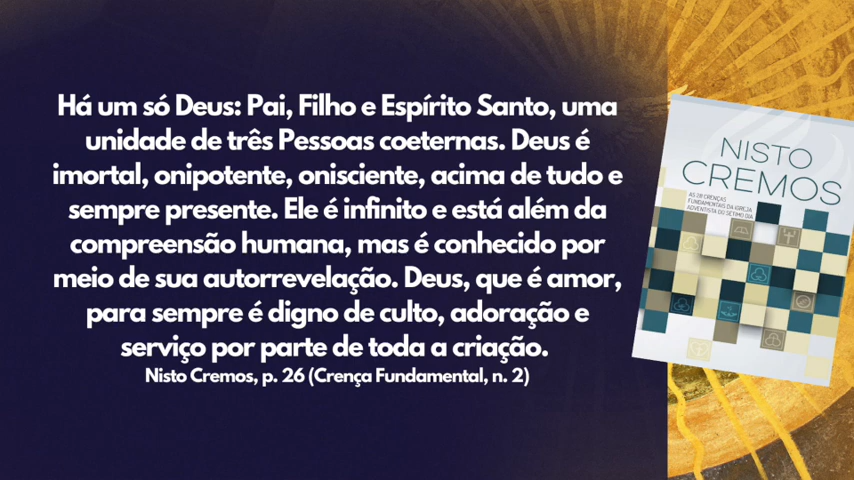 Há um só Deus: Pai, Filho e Espírito Santo, uma
unidade de três Pessoas coeternas. Deus é
imortal, onipotente, onisciente, acima de tudo e
sempre presente. Ele é infinito e está além da
compreensão humana, mas é conhecido por
meio de sua autorrevelação. Deus, que é amor,
para sempre é digno de culto, adoração e
serviço por parte de toda a criação.
Nisto Cremos, p. 26 (Crença Fundamental, n. 2)
NISTO
CREMOS
AS 28 CRENÇAS
FUNDAMENTAIS DA IGREJA
ADVENTISTA DO SÉTIMO DIA